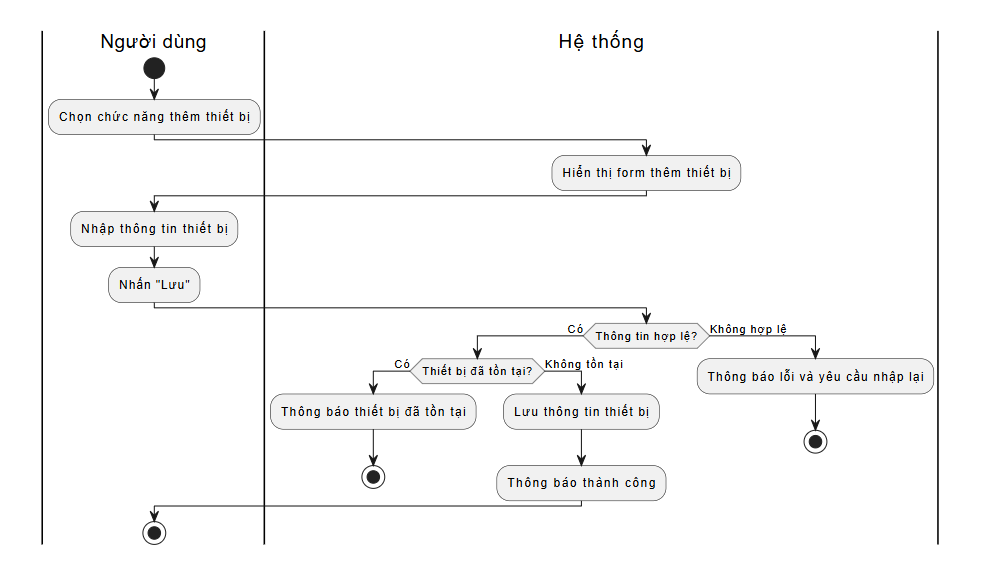 Người dùng
Hệ thống
Chọn chức năng thêm thiết bị
Hiển thị form thêm thiết bị
Nhập thông tin thiết bị
Nhấn "Lưu"
Có
Thông tin hợp lệ?
Không hợp lệ
Có
Thiết bị đã tồn tại?
Không tồn tại
Thông báo lỗi và yêu cầu nhập lại
Thông báo thiết bị đã tồn tại
Lưu thông tin thiết bị
Thông báo thành công